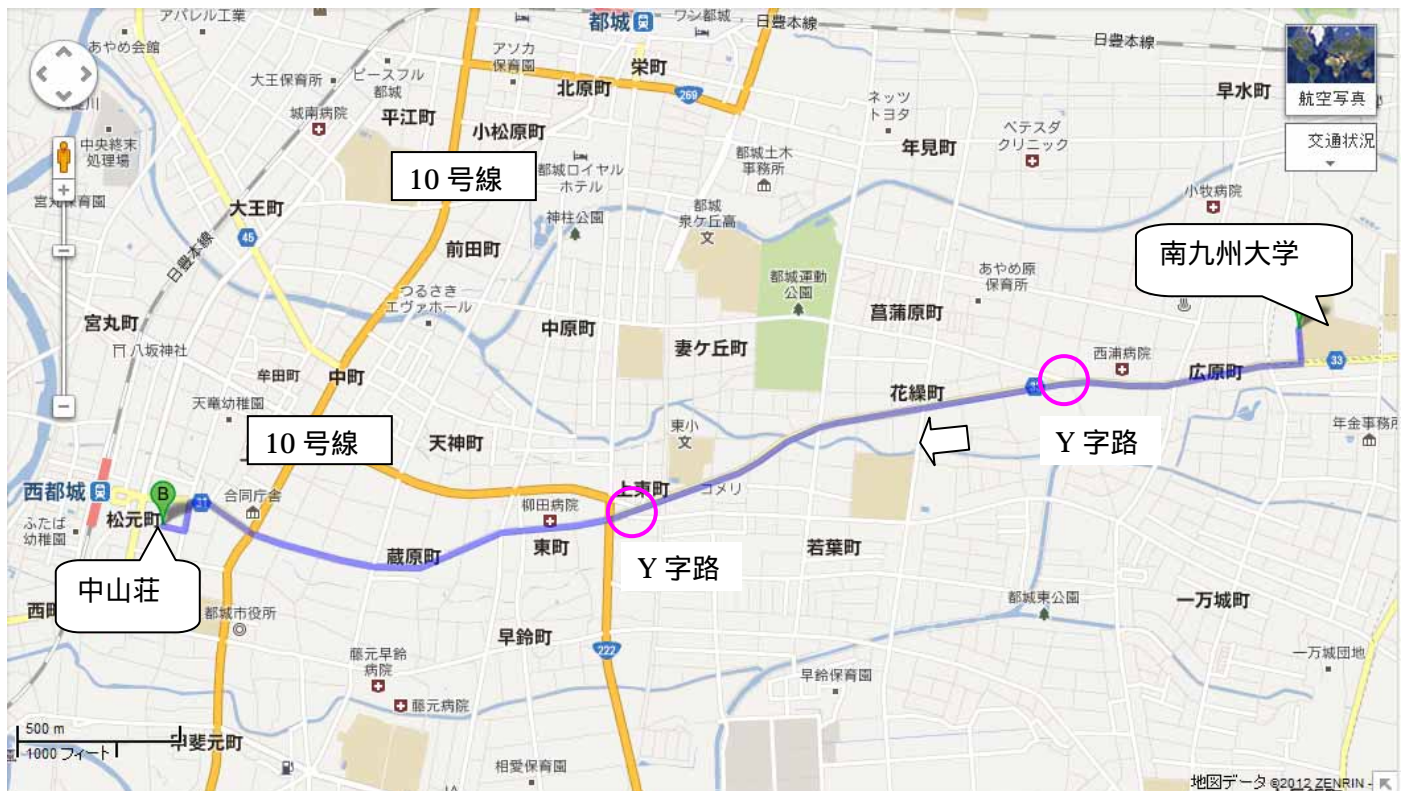 アパレル工業
都城
ワン都城
日豊本線
あやめ会館
アソカ
保育園
栄町
日豊本線
大王保育所
ピースフル
都城
北原町
269
ネッツ
トヨタ
早水町
航空写真
城南病院
平江町
小松原町
ベテスダ
クリニック
年見町
交通状況
中央終末
処理場
10 号線
都城ロイヤル
ホテル
都城土木
事務所
小牧病院
大王町
神柱公園
都城
泉ケ丘高
文
45
日豊本線
前田町
南九州大学
都城運動
公園
あやめ原
保育所
つるさき
エヴァホール
中原町
菖蒲原町
宮丸町
八坂神社
妻ケ丘町
西浦病院
33
牟田町
中町
花繰町
広原町
天竜幼稚園
東小
文
年金事務所
10 号線
天神町
Y 字路
西都城
B
31
合同庁舎
上東町
コメリ
柳田病院
松元町
ふたば
幼稚園
東町
若葉町
蔵原町
Y 字路
中山荘
都城東公園
一万城町
都城市役所
早鈴町
222
藤元早鈴
病院
一万城団地
早鈴保育園
藤元病院
500 m
1000 フィート
甲斐元町
相愛保育園
地図データ ©2012 ZENRIN -